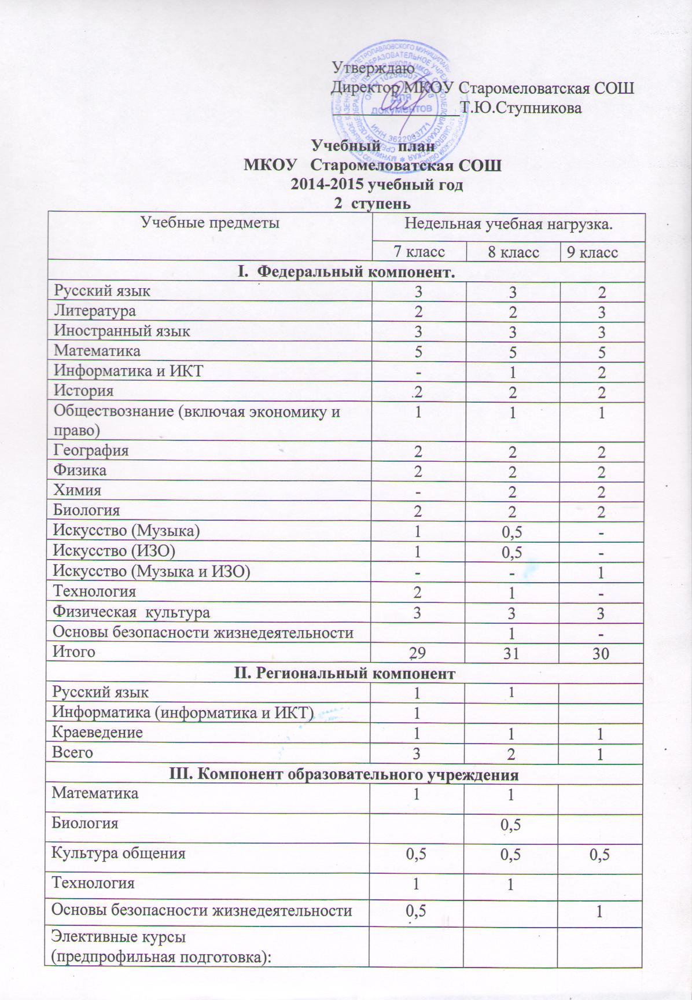 Утверждаю
Директор МКОУ Старомеловатская СОШ
Т.Ю.Ступникова
для
документов
ИНН 3622003771
Учебный план
МКОУ Старомеловатская СОШ
2014-2015 учебный год
2 ступень
Учебные предметы Недельная учебная нагрузка.
7 класс 8 класс 9 класс
I. Федеральный компонент.
Русский язык 3 3 2
Литература 2 2 3
Иностранный язык 3 3 3
Математика 5 5 5
Информатика и ИКТ - 1 2
История 2 2 2
Обществознание (включая экономику и 1 1 1
право)
География 2 2 2
Физика 2 2 2
Химия - 2 2
Биология 2 2 2
Искусство (Музыка) 1 0,5 -
Искусство (ИЗО) 1 0,5 -
Искусство (Музыка и ИЗО) - - 1
Технология 2 1 -
Физическая культура 3 3 3
Основы безопасности жизнедеятельности 1 -
Итого 29 31 30
II. Региональный компонент
Русский язык 1 1
Информатика (информатика и ИКТ) 1
Краеведение 1 1 1
Всего 3 2 1
III. Компонент образовательного учреждения
Математика 1 1
Биология 0,5
Культура общения 0,5 0,5 0,5
Технология 1 1
Основы безопасности жизнедеятельности 0,5 1
Элективные курсы
(предпрофильная подготовка):